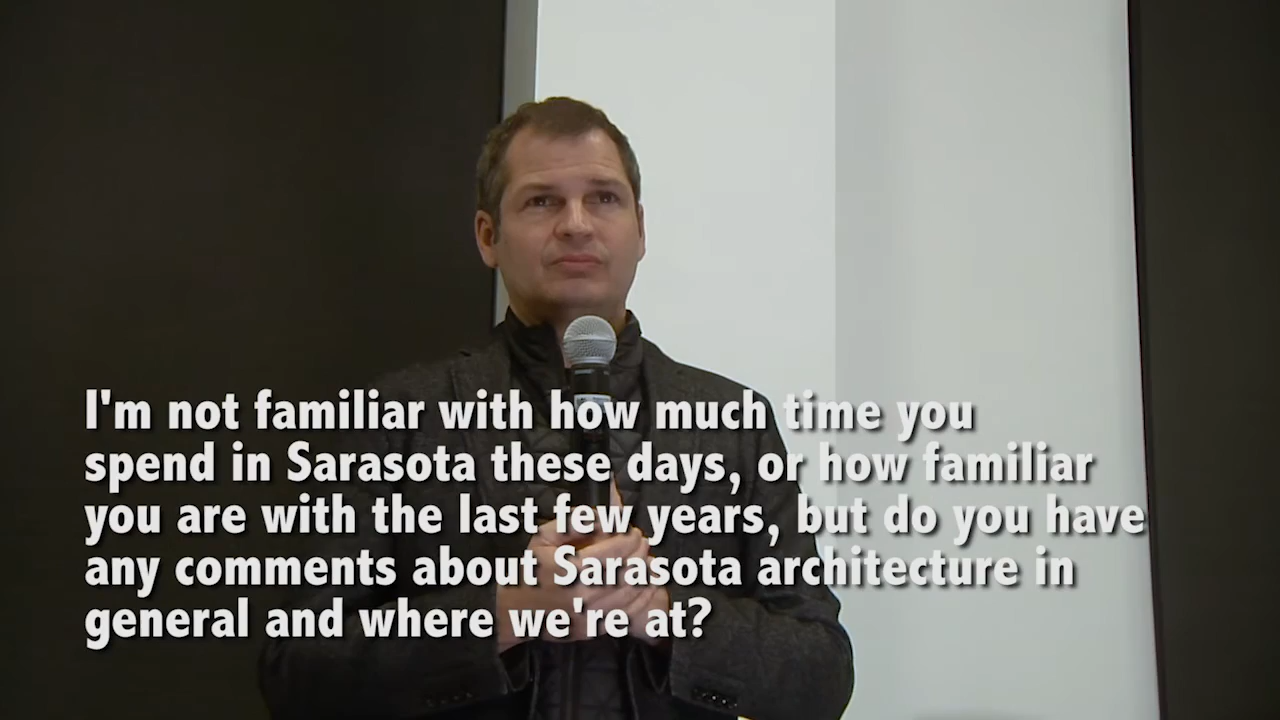 I'm not familiar with how much time you
spend in Sarasota these days, or how familiar
you are with the last few years, but do you have
any comments about Sarasota architecture in
general and where we're at?